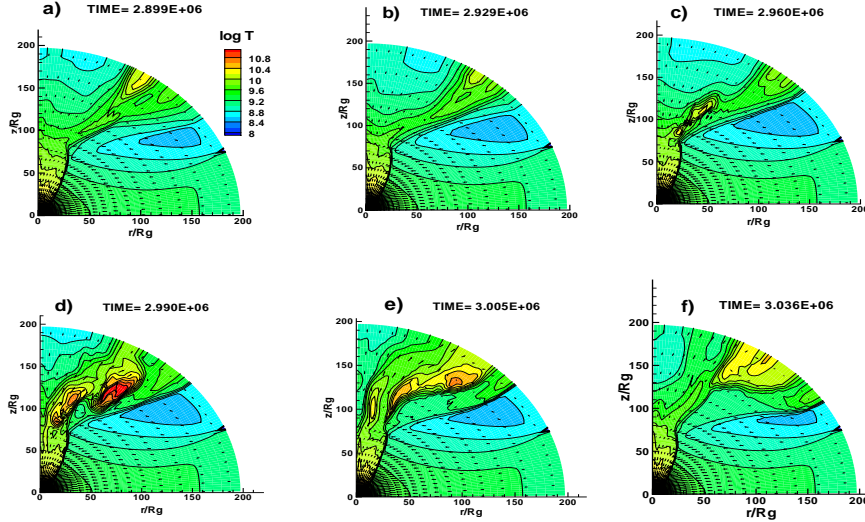 a) TIME= 2.899E+06
b) TIME= 2.929E+06
c) TIME= 2.960E+06
log T
10.8
10.4
10
9.6
9.2
8.8
8.4
8
z/Rg
200
150
100
50
0
0 50 100 150 200
r/Rg
z/Rg
200
150
100
50
0
0 50 100 150 200
r/Rg
z/Rg
200
150
100
50
0
0 50 100 150 200
r/Rg
d) TIME= 2.990E+06
e) TIME= 3.005E+06
f) TIME= 3.036E+06
z/Rg
200
150
100
50
0
0 50 100 150 200
r/Rg
z/Rg
200
150
100
50
0
0 50 100 150 200
r/Rg
z/Rg
200
150
100
50
0
0 50 100 150 200
r/Rg